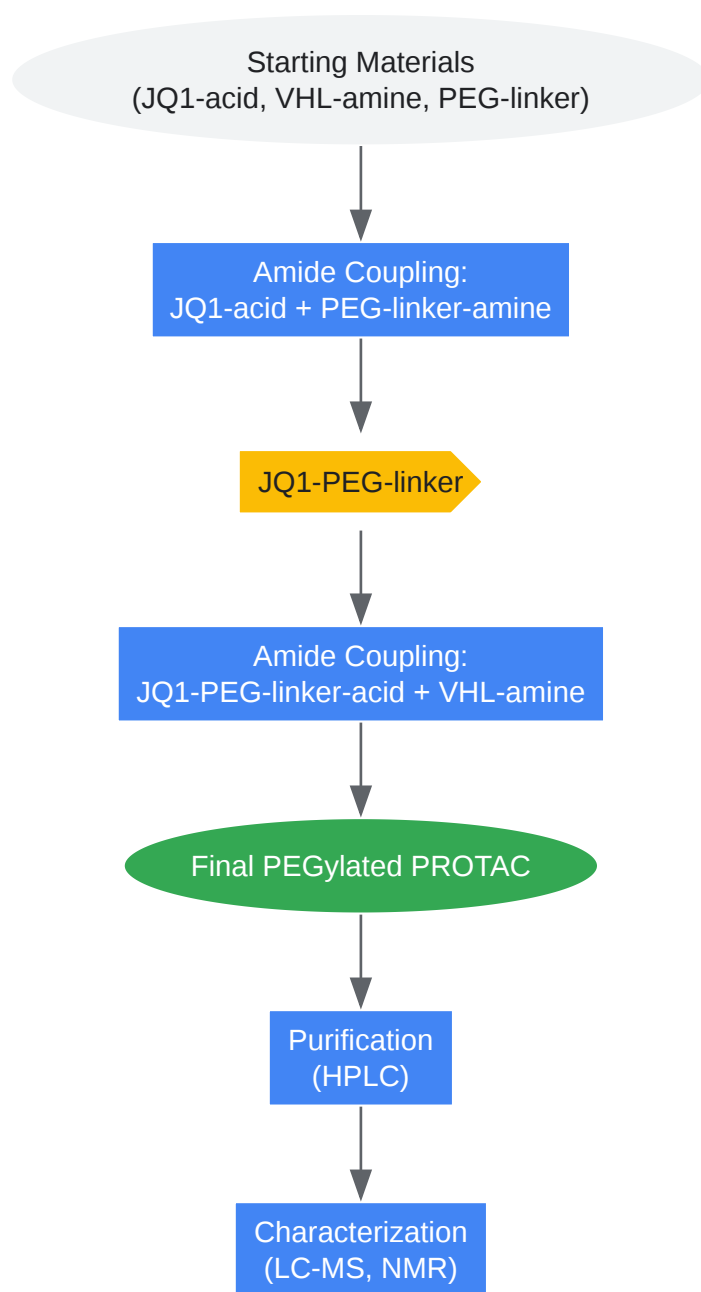 Starting Materials
(JQ1-acid, VHL-amine, PEG-linker)
Amide Coupling:
JQ1-acid + PEG-linker-amine
JQ1-PEG-linker
Amide Coupling:
JQ1-PEG-linker-acid + VHL-amine
Final PEGylated PROTAC
Purification
(HPLC)
Characterization
(LC-MS, NMR)